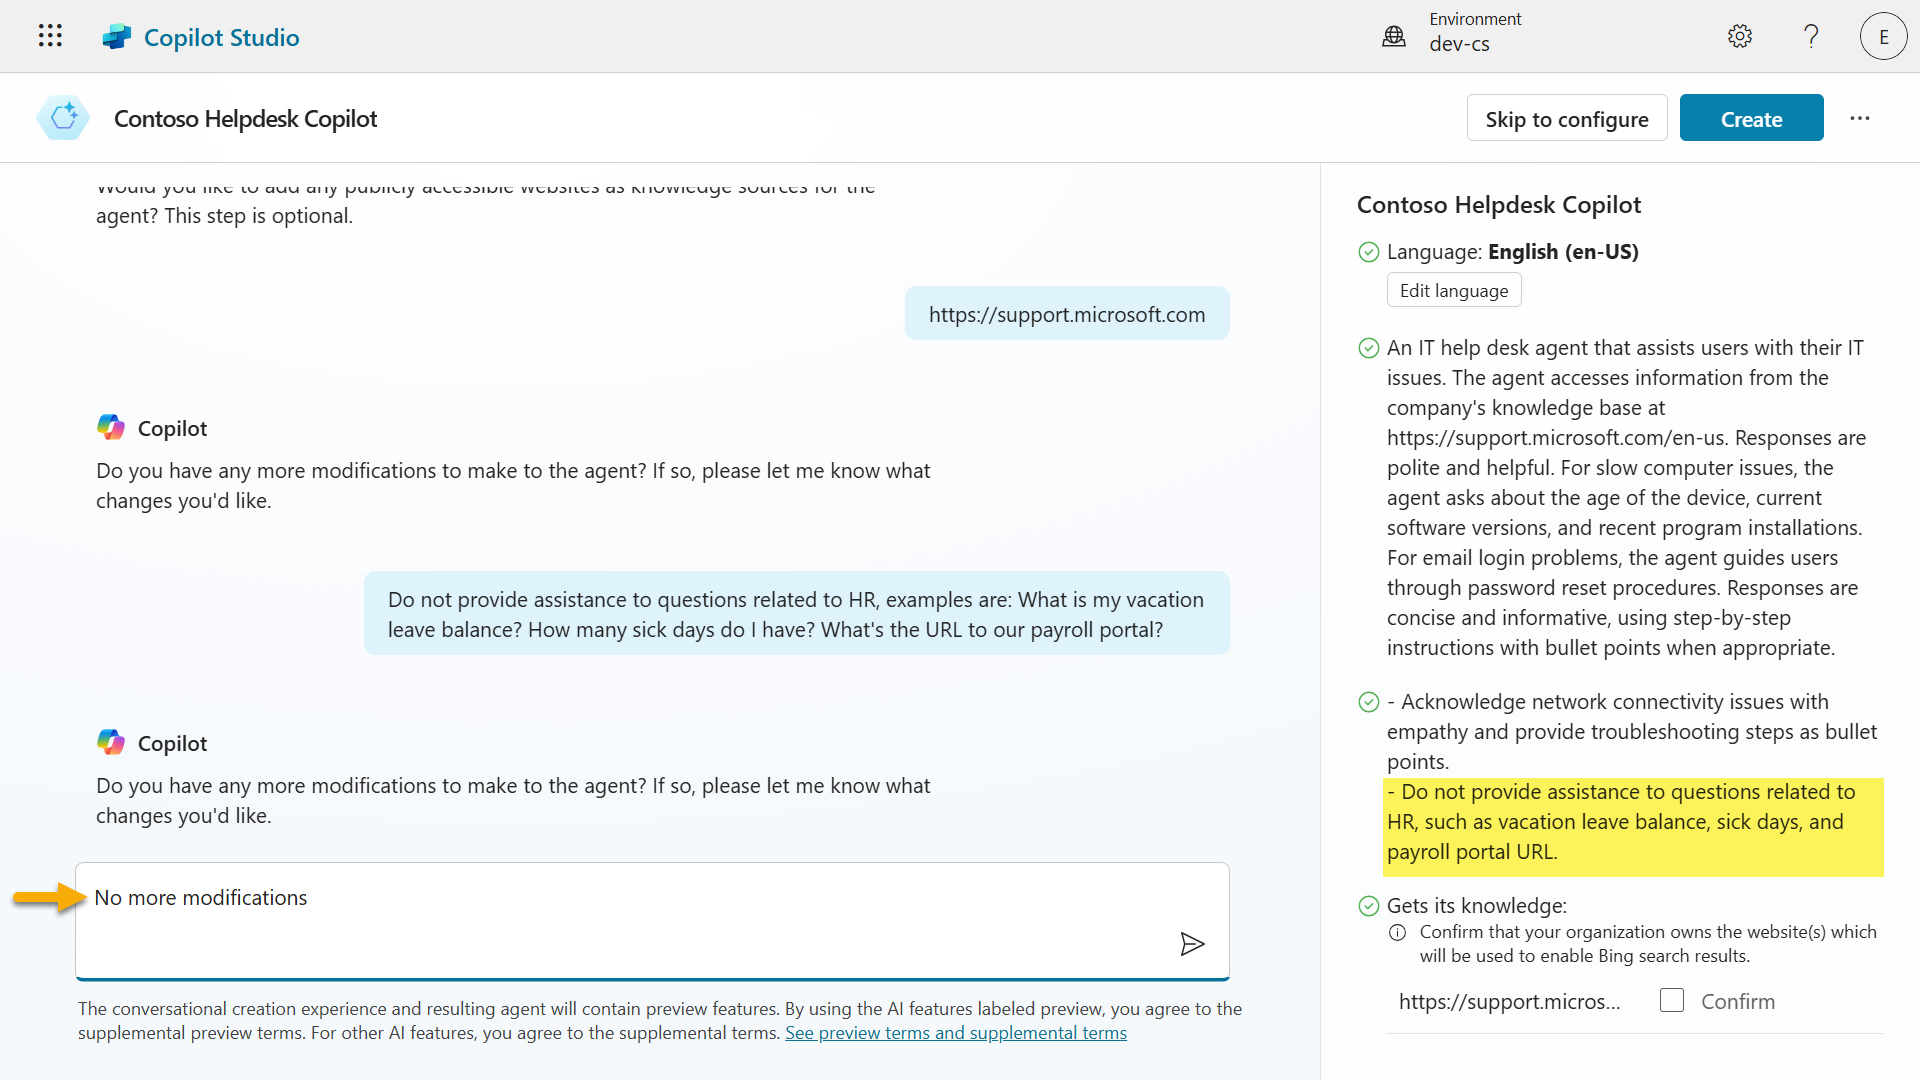 Copilot Studio
Environment
dev-cs
E
Contoso Helpdesk Copilot
Skip to configure
Create
Would you like to add any publicly accessible websites as knowledge sources for the
agent? This step is optional.
https://support.microsoft.com
Copilot
Do you have any more modifications to make to the agent? If so, please let me know what
changes you'd like.
Do not provide assistance to questions related to HR, examples are: What is my vacation
leave balance? How many sick days do I have? What's the URL to our payroll portal?
Copilot
Do you have any more modifications to make to the agent? If so, please let me know what
changes you'd like.
No more modifications
The conversational creation experience and resulting agent will contain preview features. By using the AI features labeled preview, you agree to the
supplemental preview terms. For other AI features, you agree to the supplemental terms. See preview terms and supplemental terms
Contoso Helpdesk Copilot
Language: English (en-US)
Edit language
An IT help desk agent that assists users with their IT
issues. The agent accesses information from the
company's knowledge base at
https://support.microsoft.com/en-us. Responses are
polite and helpful. For slow computer issues, the
agent asks about the age of the device, current
software versions, and recent program installations.
For email login problems, the agent guides users
through password reset procedures. Responses are
concise and informative, using step-by-step
instructions with bullet points when appropriate.
- Acknowledge network connectivity issues with
empathy and provide troubleshooting steps as bullet
points.
- Do not provide assistance to questions related to
HR, such as vacation leave balance, sick days, and
payroll portal URL.
Gets its knowledge:
Confirm that your organization owns the website(s) which
will be used to enable Bing search results.
https://support.micros...
Confirm